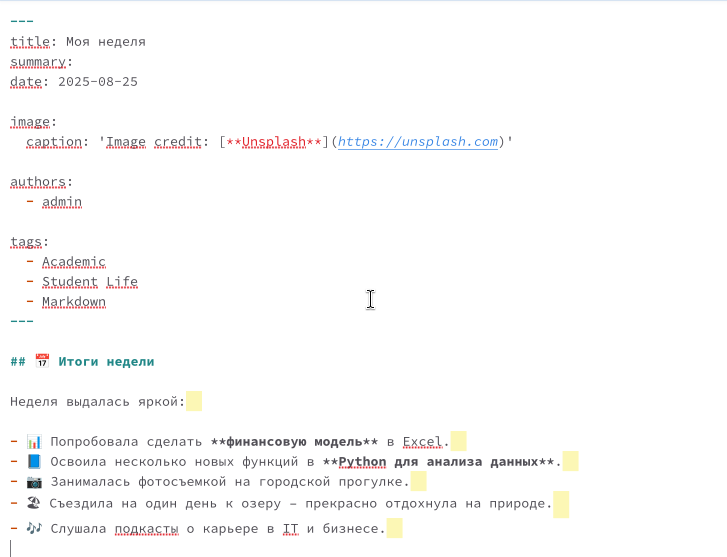 ---
title: Моя неделя
summary:
date: 2025-08-25
image:
  caption: 'Image credit: [**Unsplash**](https://unsplash.com)'
authors:
  - admin
tags:
  - Academic
  - Student Life
  - Markdown
---
## 📅 Итоги недели
Неделя выдалась яркой:
- 📊 Попробовала сделать **финансовую модель** в Excel.
- 📘 Освоила несколько новых функций в **Python для анализа данных**.
- 📷 Занималась фотосъемкой на городской прогулке.
- 🏖 Съездила на один день к озеру – прекрасно отдохнула на природе.
- 🎶 Слушала подкасты о карьере в IT и бизнесе.